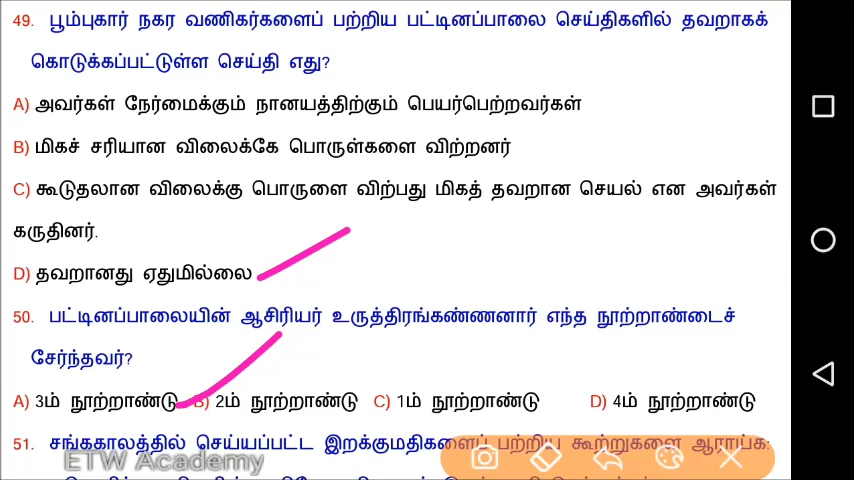 49. பூம்புகார் நகர வணிகர்களைப் பற்றிய பட்டினப்பாலை செய்திகளில் தவறாகக்
கொடுக்கப்பட்டுள்ள செய்தி எது?
A) அவர்கள் நேர்மைக்கும் நானயத்திற்கும் பெயர்பெற்றவர்கள்
B) மிகச் சரியான விலைக்கே பொருள்களை விற்றனர்
C) கூடுதலான விலைக்கு பொருளை விற்பது மிகத் தவறான செயல் என அவர்கள்
கருதினர்.
D) தவறானது ஏதுமில்லை
50. பட்டினப்பாலையின் ஆசிரியர் உருத்திரங்கண்ணனார் எந்த நூற்றாண்டைச்
சேர்ந்தவர்?
A) 3ம் நூற்றாண்டு B) 2ம் நூற்றாண்டு C) 1ம் நூற்றாண்டு D) 4ம் நூற்றாண்டு
51. சங்ககாலத்தில் செய்யப்பட்ட இறக்குமதிகளைப் பற்றிய கூற்றுகளை ஆராய்க:
ETW Academy